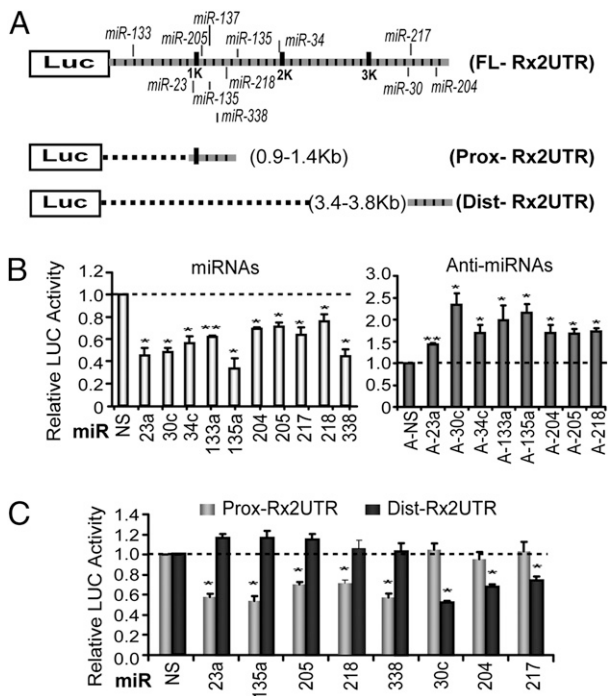 A
miR-137
miR-133 miR-205 miR-135 miR-34 miR-217
Luc (FL- Rx2UTR)
1K 2K 3K
miR-23 miR-218 miR-30 miR-204
miR-135
miR-338
Luc (0.9-1.4Kb) (Prox- Rx2UTR)
Luc (3.4-3.8Kb) (Dist- Rx2UTR)
B
miRNAs
Relative LUC Activity
1.2
1.0
0.8
0.6
0.4
0.2
0
* * * ** * * * * * *
miR NS 23a 30c 34c 133a 135a 204 205 217 218 338
Anti-miRNAs
3.0
2.5
2.0
1.5
1.0
0
** * * * * * * *
A-NS A-23a A-30c A-34c A-133a A-135a A-204 A-205 A-218
C
Prox-Rx2UTR Dist-Rx2UTR
Relative LUC Activity
1.4
1.2
1.0
0.8
0.6
0.4
0.2
0.0
* * * * * * * *
miR NS 23a 135a 205 218 338 30c 204 217